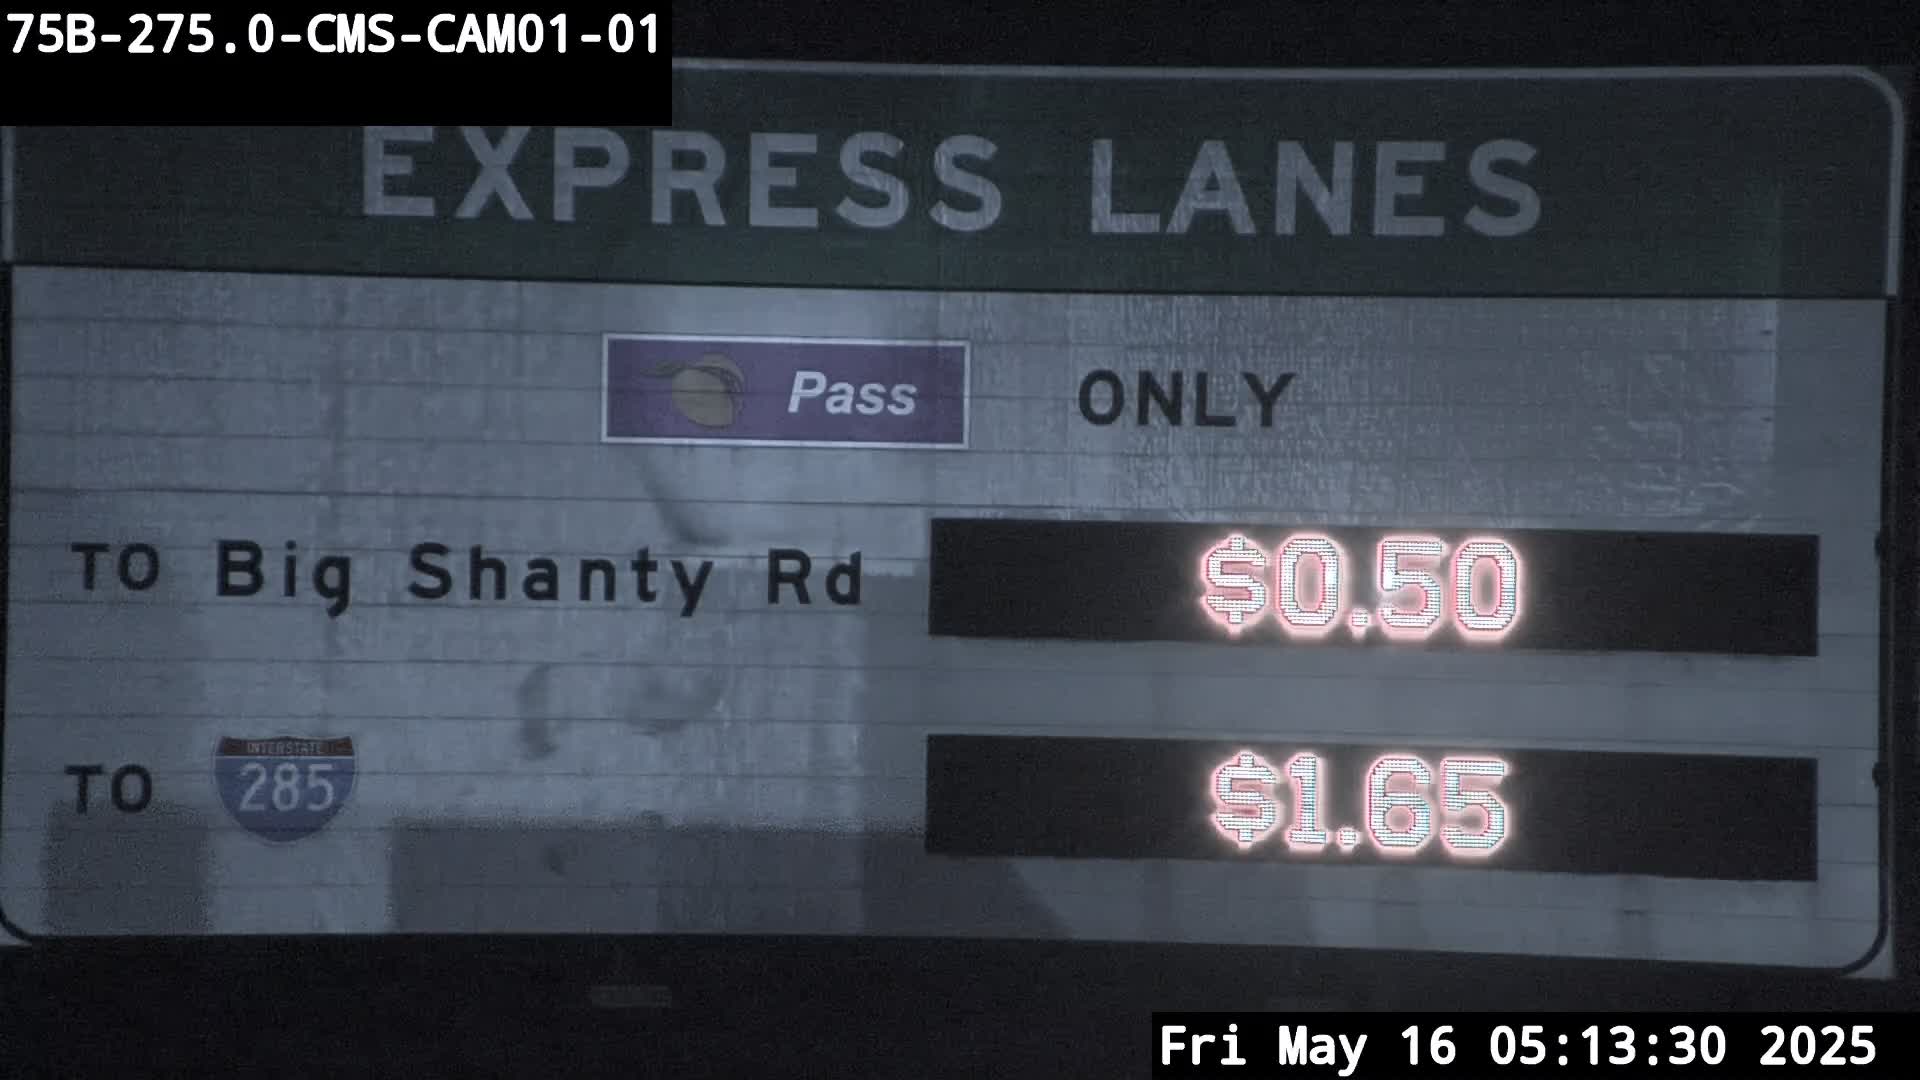 75B-275.0-CMS-CAM01-01
EXPRESS LANES
Pass ONLY
TO Big Shanty Rd $0.50
TO INTERSTATE 285 $1.65
Fri May 16 05:13:30 2025